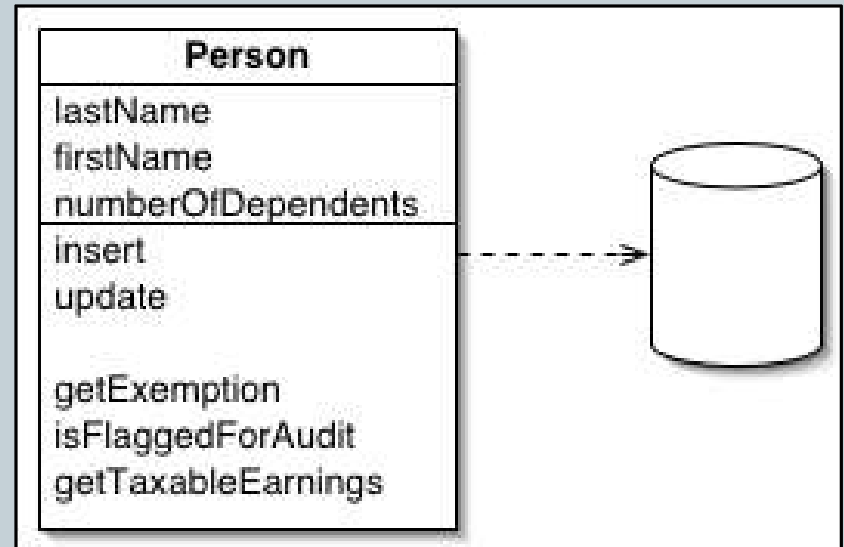 Person
lastName
firstName
numberOfDependents
insert
update
getExemption
isFlaggedForAudit
getTaxableEarnings